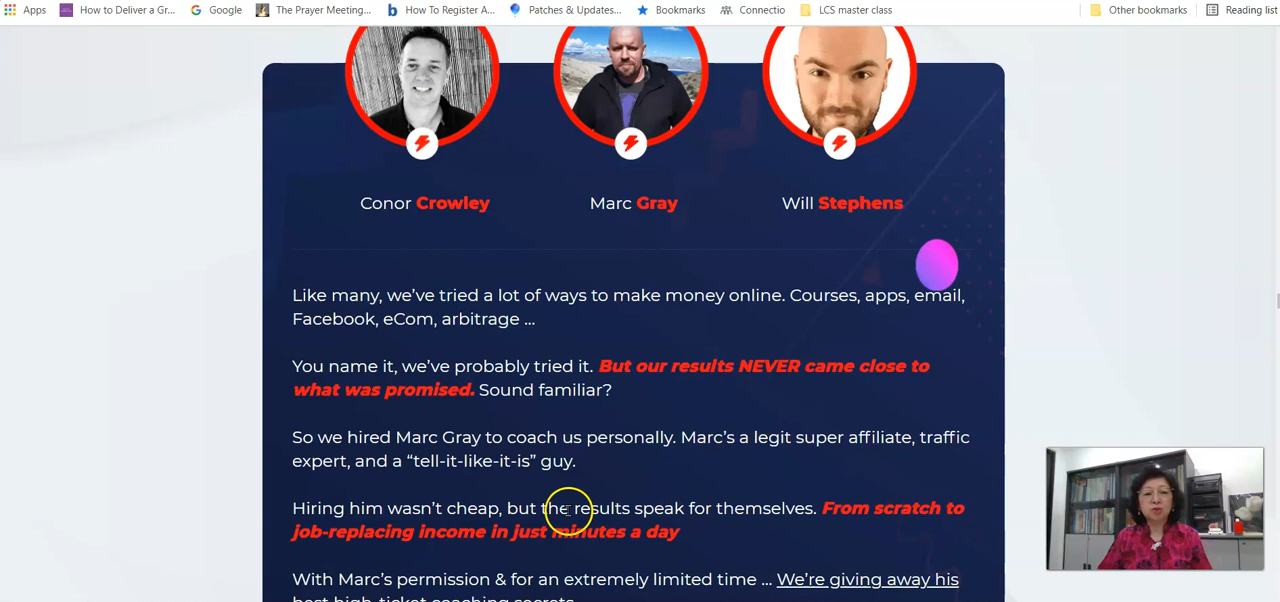 Apps How to Deliver a Gr... Google The Prayer Meeting... How To Register A... Patches & Updates... Bookmarks Connectio LCS master class Other bookmarks Reading list
Conor Crowley Marc Gray Will Stephens
Like many, we've tried a lot of ways to make money online. Courses, apps, email,
Facebook, eCom, arbitrage ...
You name it, we've probably tried it. But our results NEVER came close to
what was promised. Sound familiar?
So we hired Marc Gray to coach us personally. Marc's a legit super affiliate, traffic
expert, and a “tell-it-like-it-is” guy.
Hiring him wasn't cheap, but the results speak for themselves. From scratch to
job-replacing income in just minutes a day
With Marc's permission & for an extremely limited time ... We're giving away his
best high-ticket coaching secrets